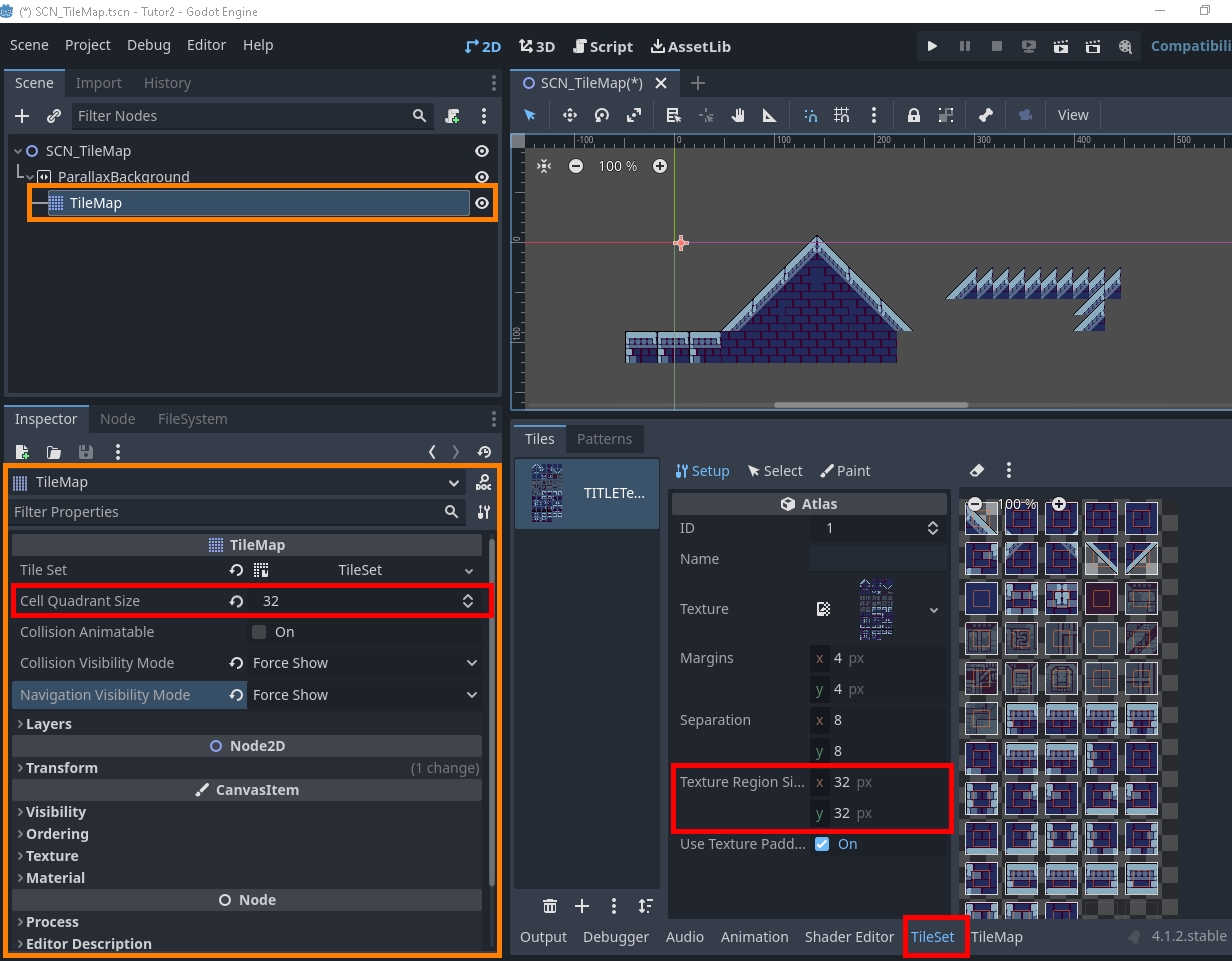 (*) SCN_TileMap.tscn - Tutor2 - Godot Engine
Scene Project Debug Editor Help
2D 3D Script AssetLib
Compatibili
Scene Import History
Filter Nodes
SCN_TileMap
ParallaxBackground
TileMap
SCN_TileMap(*)
View
-100 0 100 200 300 400 500
100 %
0
100
Inspector Node FileSystem
TileMap
DOC
Filter Properties
TileMap
Tile Set TileSet
Cell Quadrant Size 32
Collision Animatable On
Collision Visibility Mode Force Show
Navigation Visibility Mode Force Show
Layers
Node2D
Transform (1 change)
CanvasItem
Visibility
Ordering
Texture
Material
Node
Process
Editor Description
Tiles Patterns
TITLETe...
Setup Select Paint
Atlas
ID 1
Name
Texture
Margins x 4 px
y 4 px
Separation x 8
y 8
Texture Region Si... x 32 px
y 32 px
Use Texture Padd... On
100 %
Output Debugger Audio Animation Shader Editor TileSet TileMap
4.1.2.stable